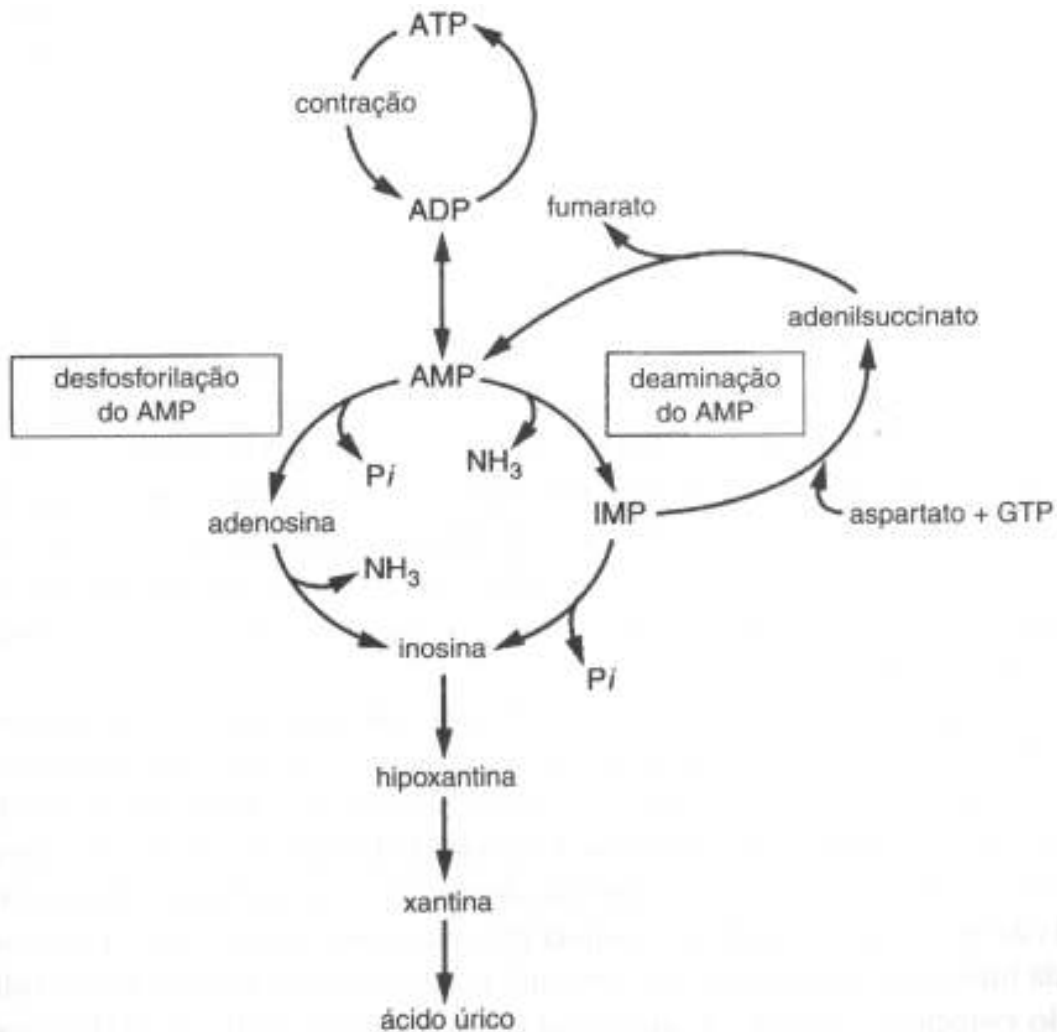 ATP
contração
ADP
fumarato
adenilsuccinato
desfosforilação
do AMP
AMP
deaminação
do AMP
Pi
NH₃
adenosina
IMP
aspartato + GTP
NH₃
inosina
Pi
hipoxantina
xantina
ácido úrico